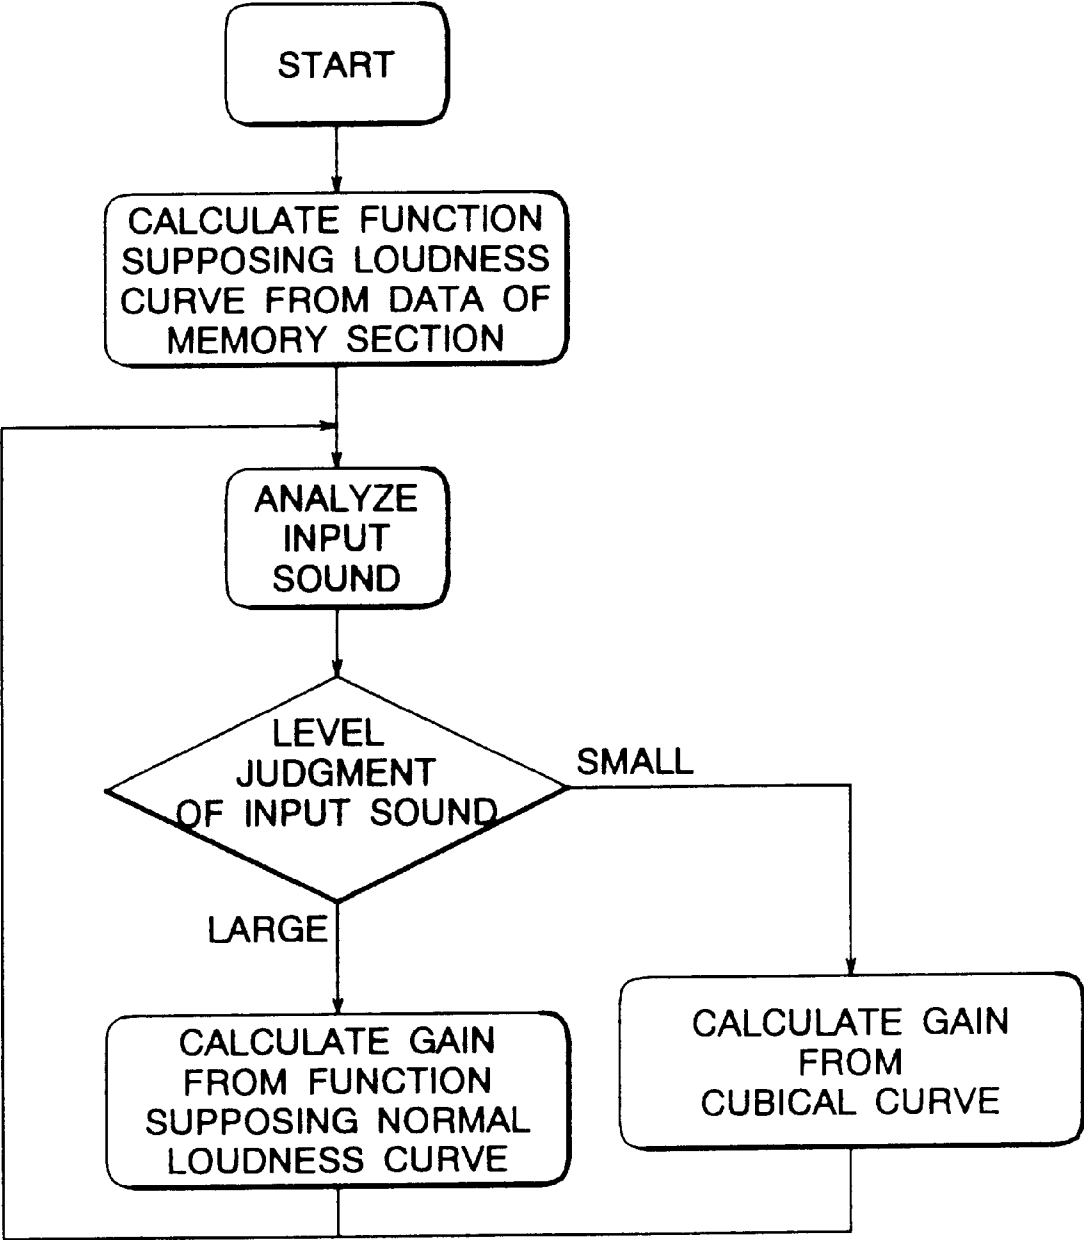 START
CALCULATE FUNCTION
SUPPOSING LOUDNESS
CURVE FROM DATA OF
MEMORY SECTION
ANALYZE
INPUT
SOUND
LEVEL
JUDGMENT
OF INPUT SOUND
SMALL
LARGE
CALCULATE GAIN
FROM FUNCTION
SUPPOSING NORMAL
LOUDNESS CURVE
CALCULATE GAIN
FROM
CUBICAL CURVE